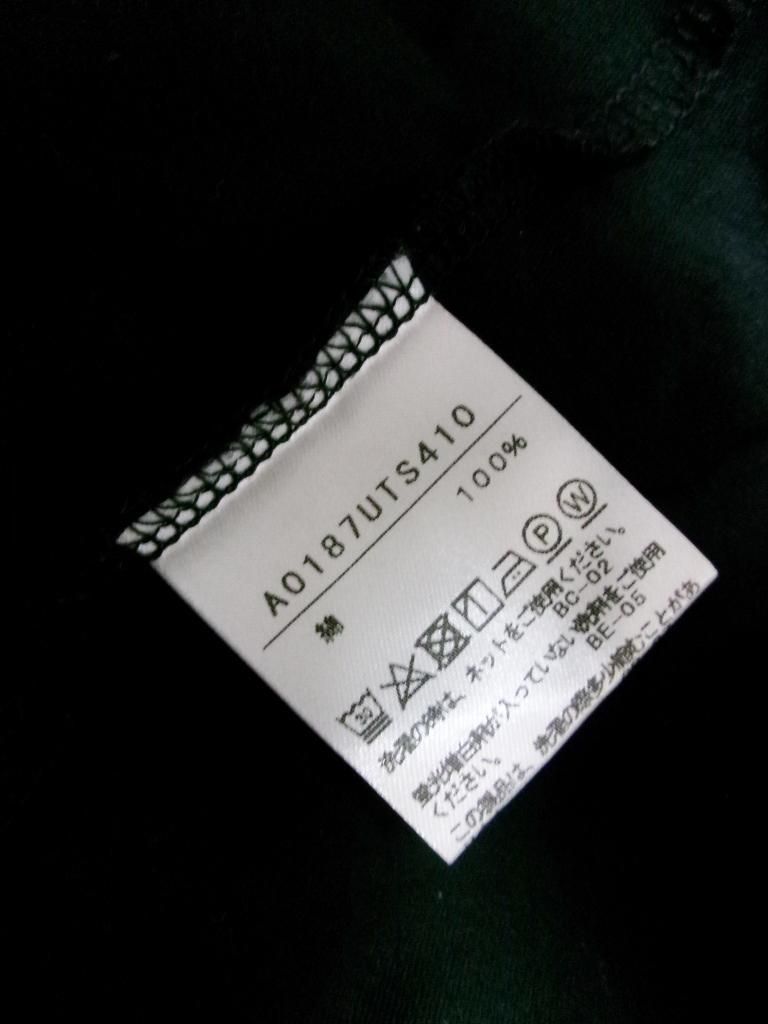 A0187UTS410
綿 100%
30 P W
洗濯の際は、ネットをご使用ください。
BC-02
蛍光増白剤が入っていない洗剤をご使用
ください。 BE-05
この製品は、洗濯の際多少縮むことがあ